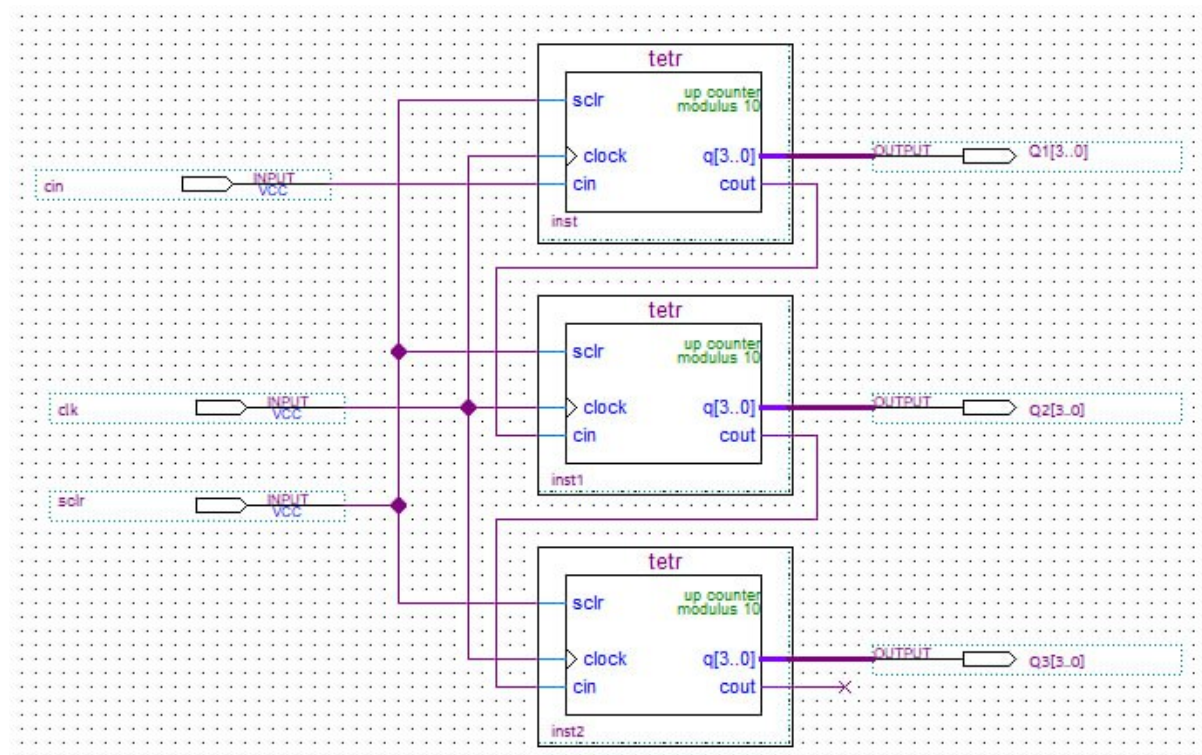 tetr
sclr
up counter
modulus 10
clock
q[3..0]
OUTPUT
Q1[3..0]
cin
INPUT
VCC
cin
cout
inst
tetr
sclr
up counter
modulus 10
clk
INPUT
VCC
clock
q[3..0]
OUTPUT
Q2[3..0]
cin
cout
inst1
sclr
INPUT
VCC
tetr
sclr
up counter
modulus 10
clock
q[3..0]
OUTPUT
Q3[3..0]
cin
cout
inst2